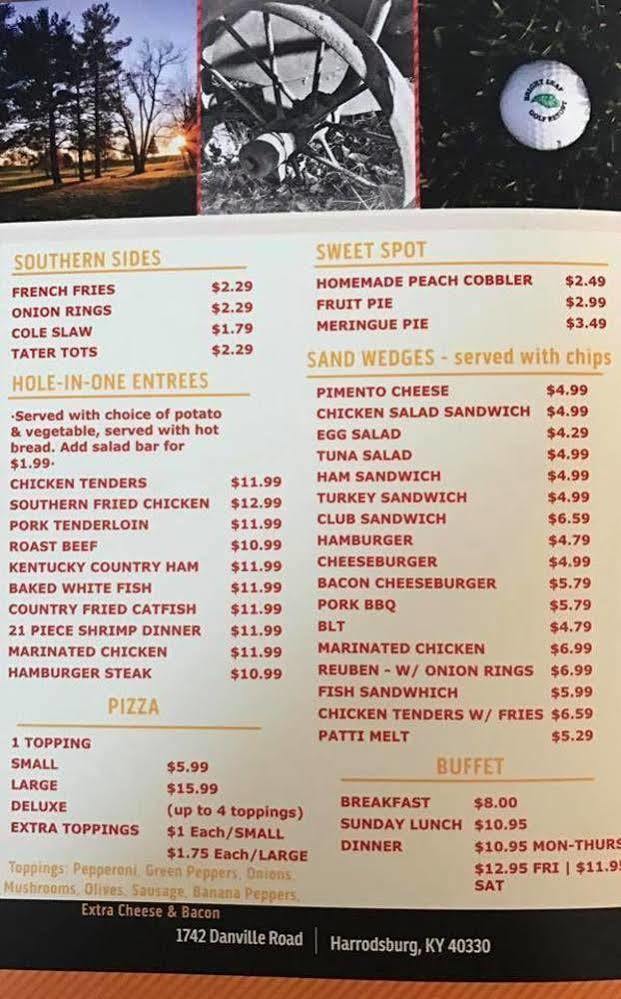 BRIGHT LEAF
GOLF RESORT
SOUTHERN SIDES
FRENCH FRIES $2.29
ONION RINGS $2.29
COLE SLAW $1.79
TATER TOTS $2.29
HOLE-IN-ONE ENTREES
·Served with choice of potato
& vegetable, served with hot
bread. Add salad bar for
$1.99·
CHICKEN TENDERS $11.99
SOUTHERN FRIED CHICKEN $12.99
PORK TENDERLOIN $11.99
ROAST BEEF $10.99
KENTUCKY COUNTRY HAM $11.99
BAKED WHITE FISH $11.99
COUNTRY FRIED CATFISH $11.99
21 PIECE SHRIMP DINNER $11.99
MARINATED CHICKEN $11.99
HAMBURGER STEAK $10.99
PIZZA
1 TOPPING
SMALL $5.99
LARGE $15.99
DELUXE (up to 4 toppings)
EXTRA TOPPINGS $1 Each/SMALL
$1.75 Each/LARGE
Toppings: Pepperoni, Green Peppers, Onions,
Mushrooms, Olives, Sausage, Banana Peppers,
Extra Cheese & Bacon
SWEET SPOT
HOMEMADE PEACH COBBLER $2.49
FRUIT PIE $2.99
MERINGUE PIE $3.49
SAND WEDGES - served with chips
PIMENTO CHEESE $4.99
CHICKEN SALAD SANDWICH $4.99
EGG SALAD $4.29
TUNA SALAD $4.99
HAM SANDWICH $4.99
TURKEY SANDWICH $4.99
CLUB SANDWICH $6.59
HAMBURGER $4.79
CHEESEBURGER $4.99
BACON CHEESEBURGER $5.79
PORK BBQ $5.79
BLT $4.79
MARINATED CHICKEN $6.99
REUBEN - W/ ONION RINGS $6.99
FISH SANDWHICH $5.99
CHICKEN TENDERS W/ FRIES $6.59
PATTI MELT $5.29
BUFFET
BREAKFAST $8.00
SUNDAY LUNCH $10.95
DINNER $10.95 MON-THURS
$12.95 FRI | $11.9
SAT
1742 Danville Road | Harrodsburg, KY 40330